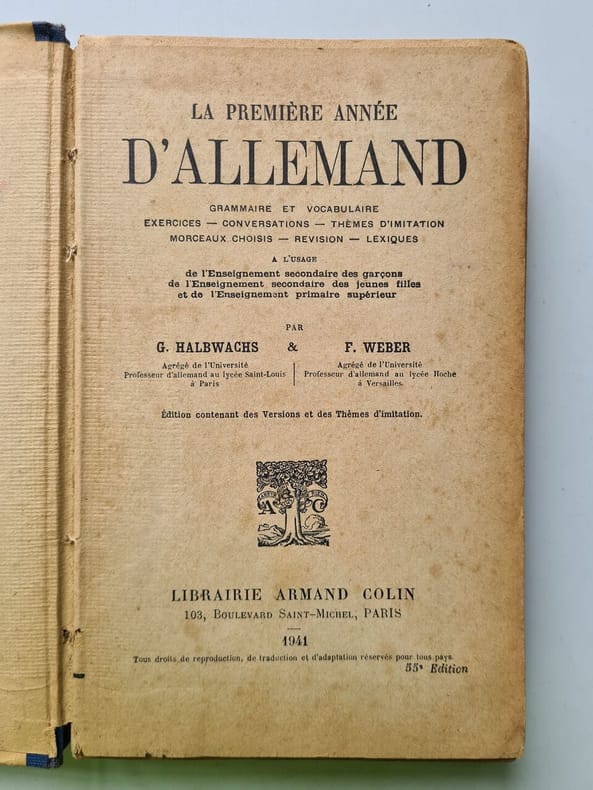 LA PREMIÈRE ANNÉE
D'ALLEMAND
GRAMMAIRE ET VOCABULAIRE
EXERCICES — CONVERSATIONS — THÈMES D'IMITATION
MORCEAUX CHOISIS — REVISION — LEXIQUES
A L'USAGE
de l'Enseignement secondaire des garçons
de l'Enseignement secondaire des jeunes filles
et de l'Enseignement primaire supérieur
PAR
G. HALBWACHS & F. WEBER
Agrégé de l'Université
Professeur d'allemand au lycée Saint-Louis
à Paris
Agrégé de l'Université
Professeur d'allemand au lycée Hoche
à Versailles.
Édition contenant des Versions et des Thèmes d'imitation.
A C
LIBRAIRIE ARMAND COLIN
103, BOULEVARD SAINT-MICHEL, PARIS
1941
Tous droits de reproduction, de traduction et d'adaptation réservés pour tous pays.
55e Edition